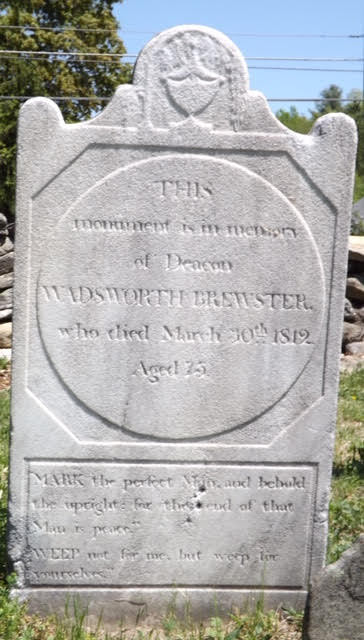 THIS
monument is in memory
of Deacon
WADSWORTH BREWSTER.
who died March 30th 1812.
Aged 75.
MARK the perfect Man, and behold
the upright: for the end of that
Man is peace."
WEEP not for me, but weep for
yourselves."